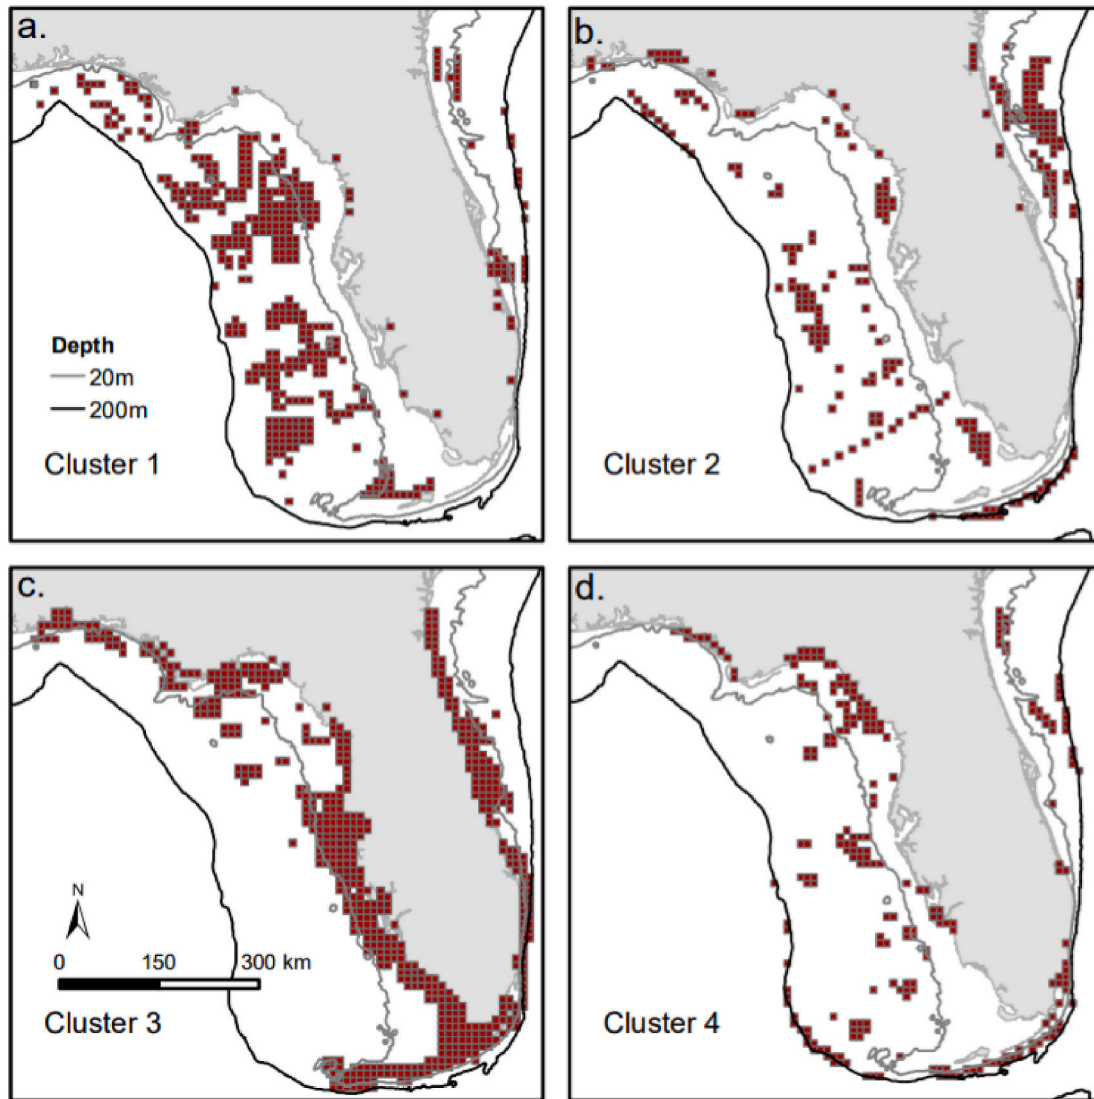 a.
b.
Depth
20m
200m
Cluster 1
Cluster 2
c.
d.
N
0 150 300 km
Cluster 3
Cluster 4